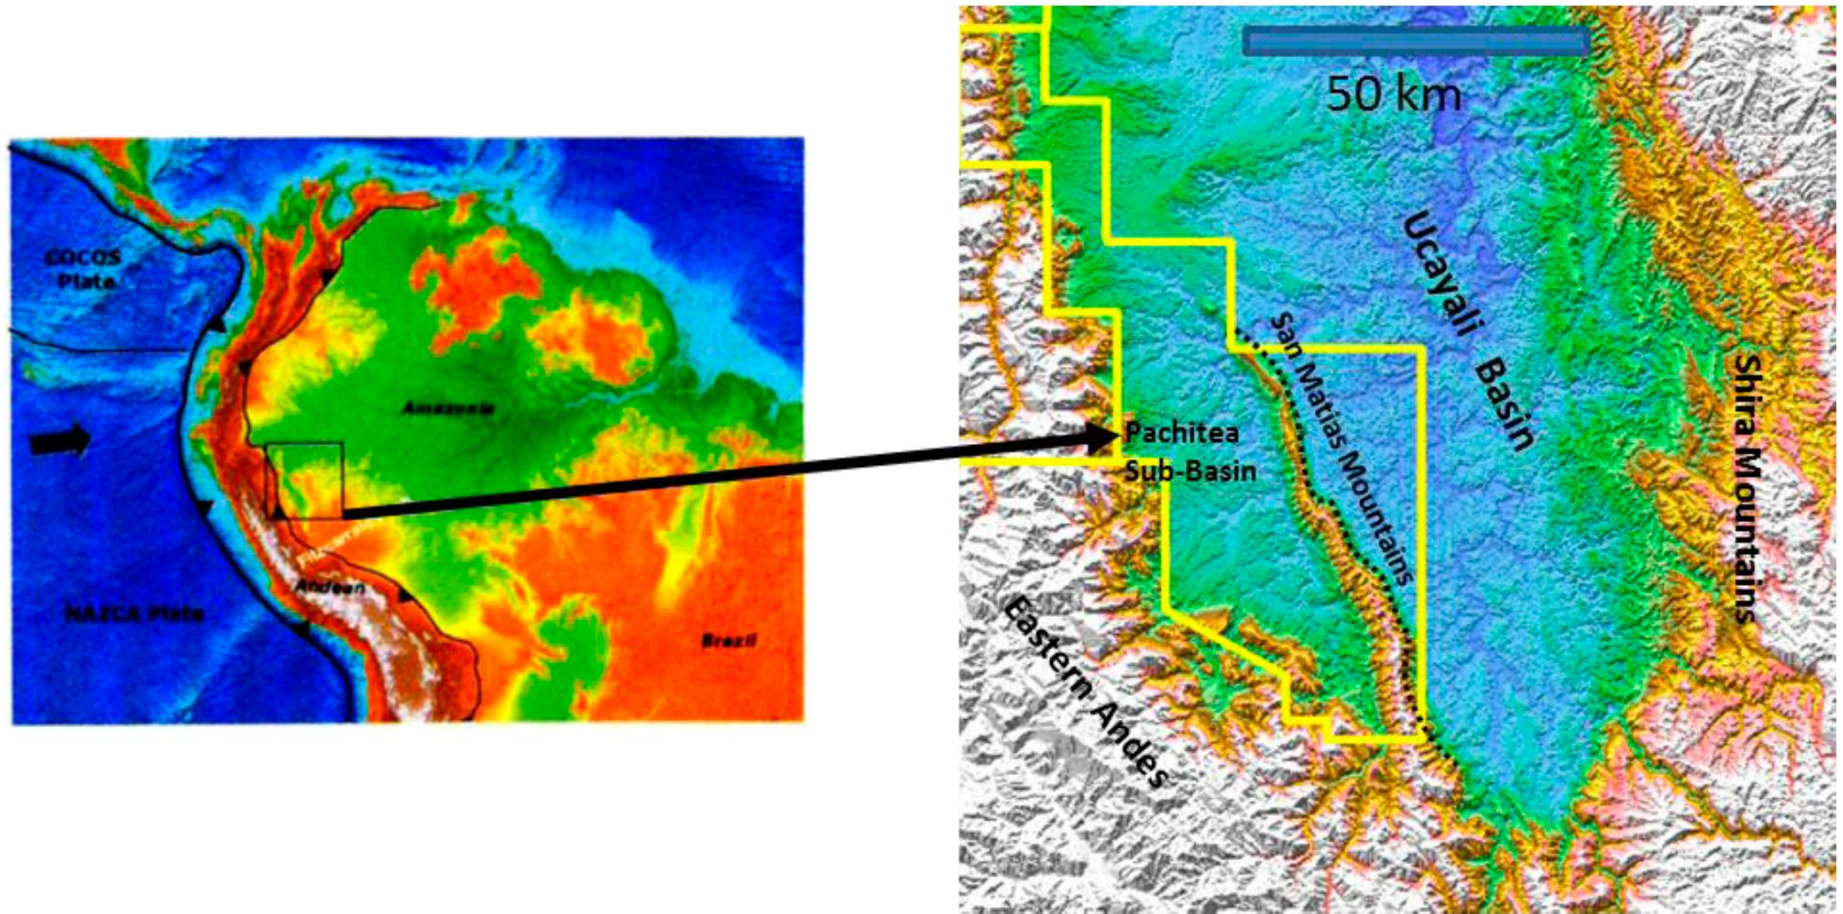 COCOS
Plate
Amazonia
Andean
NAZCA Plate
Brazil
50 km
Ucayali Basin
San Matias Mountains
Shira Mountains
Pachitea
Sub-Basin
Eastern Andes